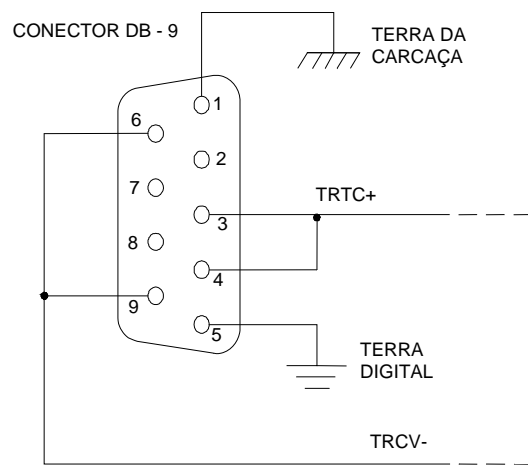 CONECTOR DB - 9
TERRA DA
CARCAÇA
1
6
2
7
TRTC+
3
8
4
9
5
TERRA
DIGITAL
TRCV-